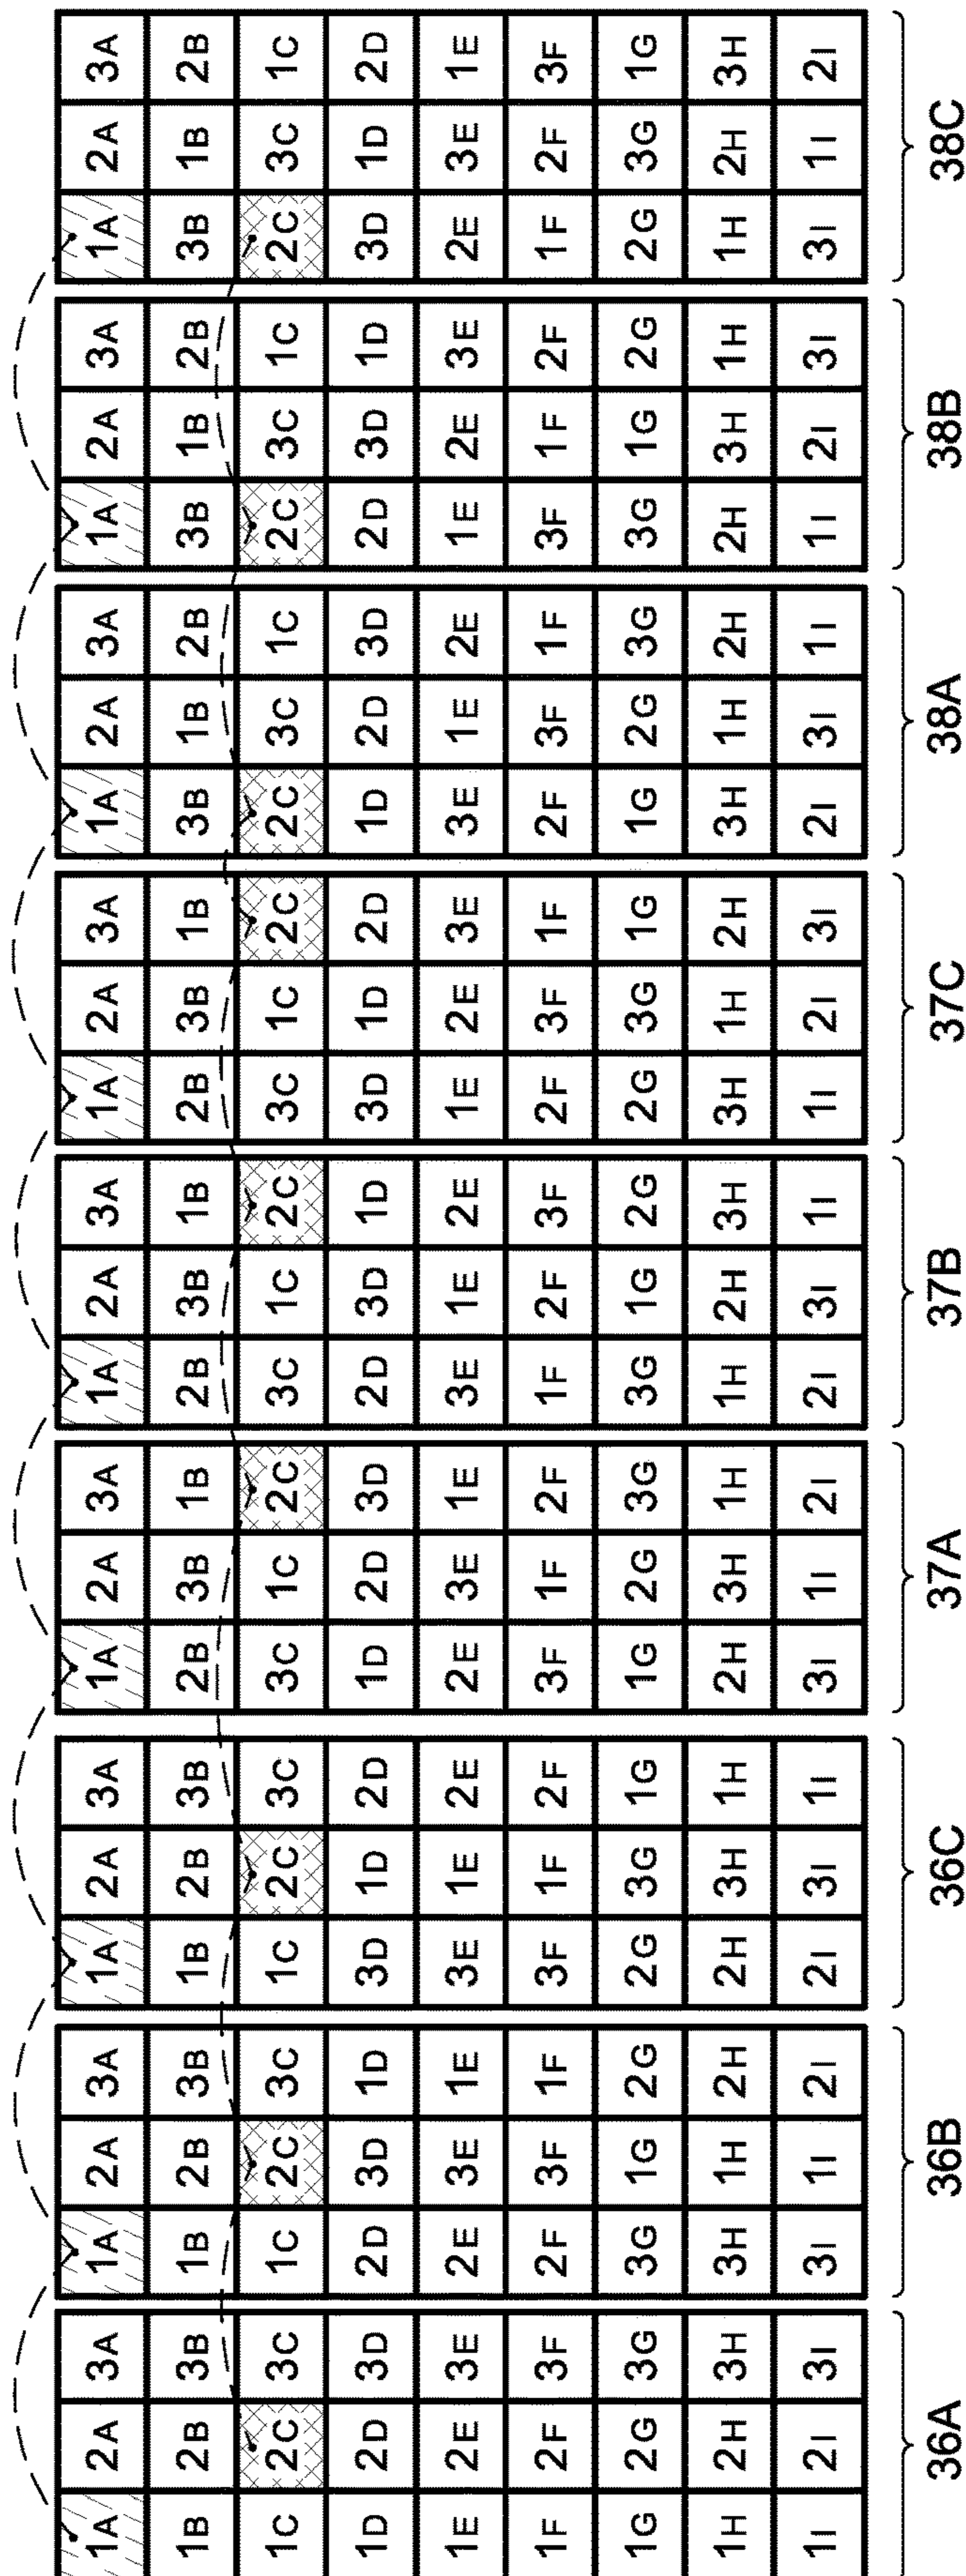 1A 2A 3A 1A 2A 3A 1A 2A 3A 1A 2A 3A 1A 2A 3A 1A 2A 3A 1A 2A 3A 1A 2A 3A 1A 2A 3A
1B 2B 3B 1B 2B 3B 1B 2B 3B 2B 3B 1B 2B 3B 1B 2B 3B 1B 3B 1B 2B 3B 1B 2B 3B 1B 2B
1C 2C 3C 1C 2C 3C 1C 2C 3C 3C 1C 2C 3C 1C 2C 3C 1C 2C 2C 3C 1C 2C 3C 1C 2C 3C 1C
1D 2D 3D 2D 3D 1D 3D 1D 2D 1D 2D 3D 2D 3D 1D 3D 1D 2D 1D 2D 3D 2D 3D 1D 3D 1D 2D
1E 2E 3E 2E 3E 1E 3E 1E 2E 2E 3E 1E 3E 1E 2E 1E 2E 3E 3E 1E 2E 1E 2E 3E 2E 3E 1E
1F 2F 3F 2F 3F 1F 3F 1F 2F 3F 1F 2F 1F 2F 3F 2F 3F 1F 2F 3F 1F 3F 1F 2F 1F 2F 3F
1G 2G 3G 3G 1G 2G 2G 3G 1G 1G 2G 3G 3G 1G 2G 2G 3G 1G 1G 2G 3G 3G 1G 2G 2G 3G 1G
1H 2H 3H 3H 1H 2H 2H 3H 1H 2H 3H 1H 1H 2H 3H 3H 1H 2H 3H 1H 2H 2H 3H 1H 1H 2H 3H
1I 2I 3I 3I 1I 2I 2I 3I 1I 3I 1I 2I 2I 3I 1I 1I 2I 3I 2I 3I 1I 1I 2I 3I 3I 1I 2I
36A 36B 36C 37A 37B 37C 38A 38B 38C